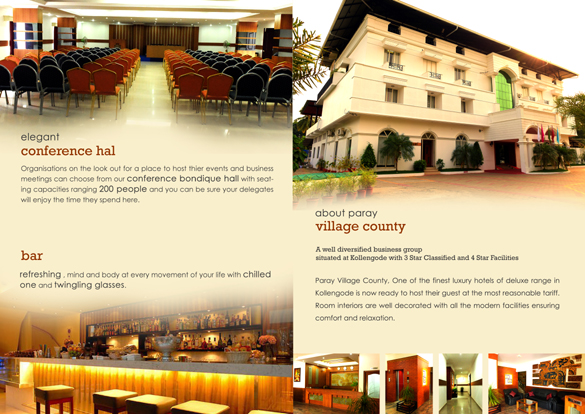 elegant
conference hal
Organisations on the look out for a place to host thier events and business
meetings can choose from our conference bondique hall with seat-
ing capacities ranging 200 people and you can be sure your delegates
will enjoy the time they spend here.
bar
refreshing , mind and body at every movement of your life with chilled
one and twingling glasses.
about paray
village county
A well diversified business group
situated at Kollengode with 3 Star Classified and 4 Star Facilities
Paray Village County, One of the finest luxury hotels of deluxe range in
Kollengode is now ready to host their guest at the most reasonable tariff.
Room interiors are well decorated with all the modern facilities ensuring
comfort and relaxation.